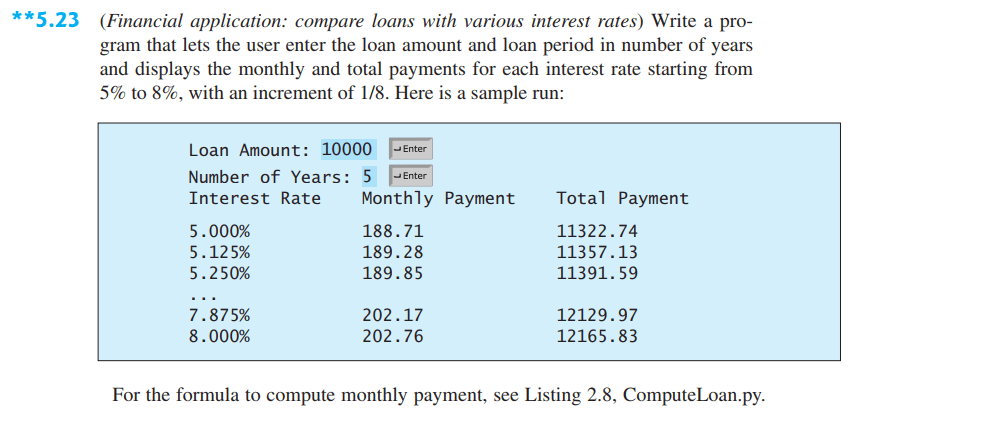 **5.23 (Financial application: compare loans with various interest rates) Write a pro-
gram that lets the user enter the loan amount and loan period in number of years
and displays the monthly and total payments for each interest rate starting from
5% to 8%, with an increment of 1/8. Here is a sample run:
Loan Amount: 10000 ↵Enter
Number of Years: 5 ↵Enter
Interest Rate Monthly Payment Total Payment
5.000% 188.71 11322.74
5.125% 189.28 11357.13
5.250% 189.85 11391.59
...
7.875% 202.17 12129.97
8.000% 202.76 12165.83
For the formula to compute monthly payment, see Listing 2.8, ComputeLoan.py.